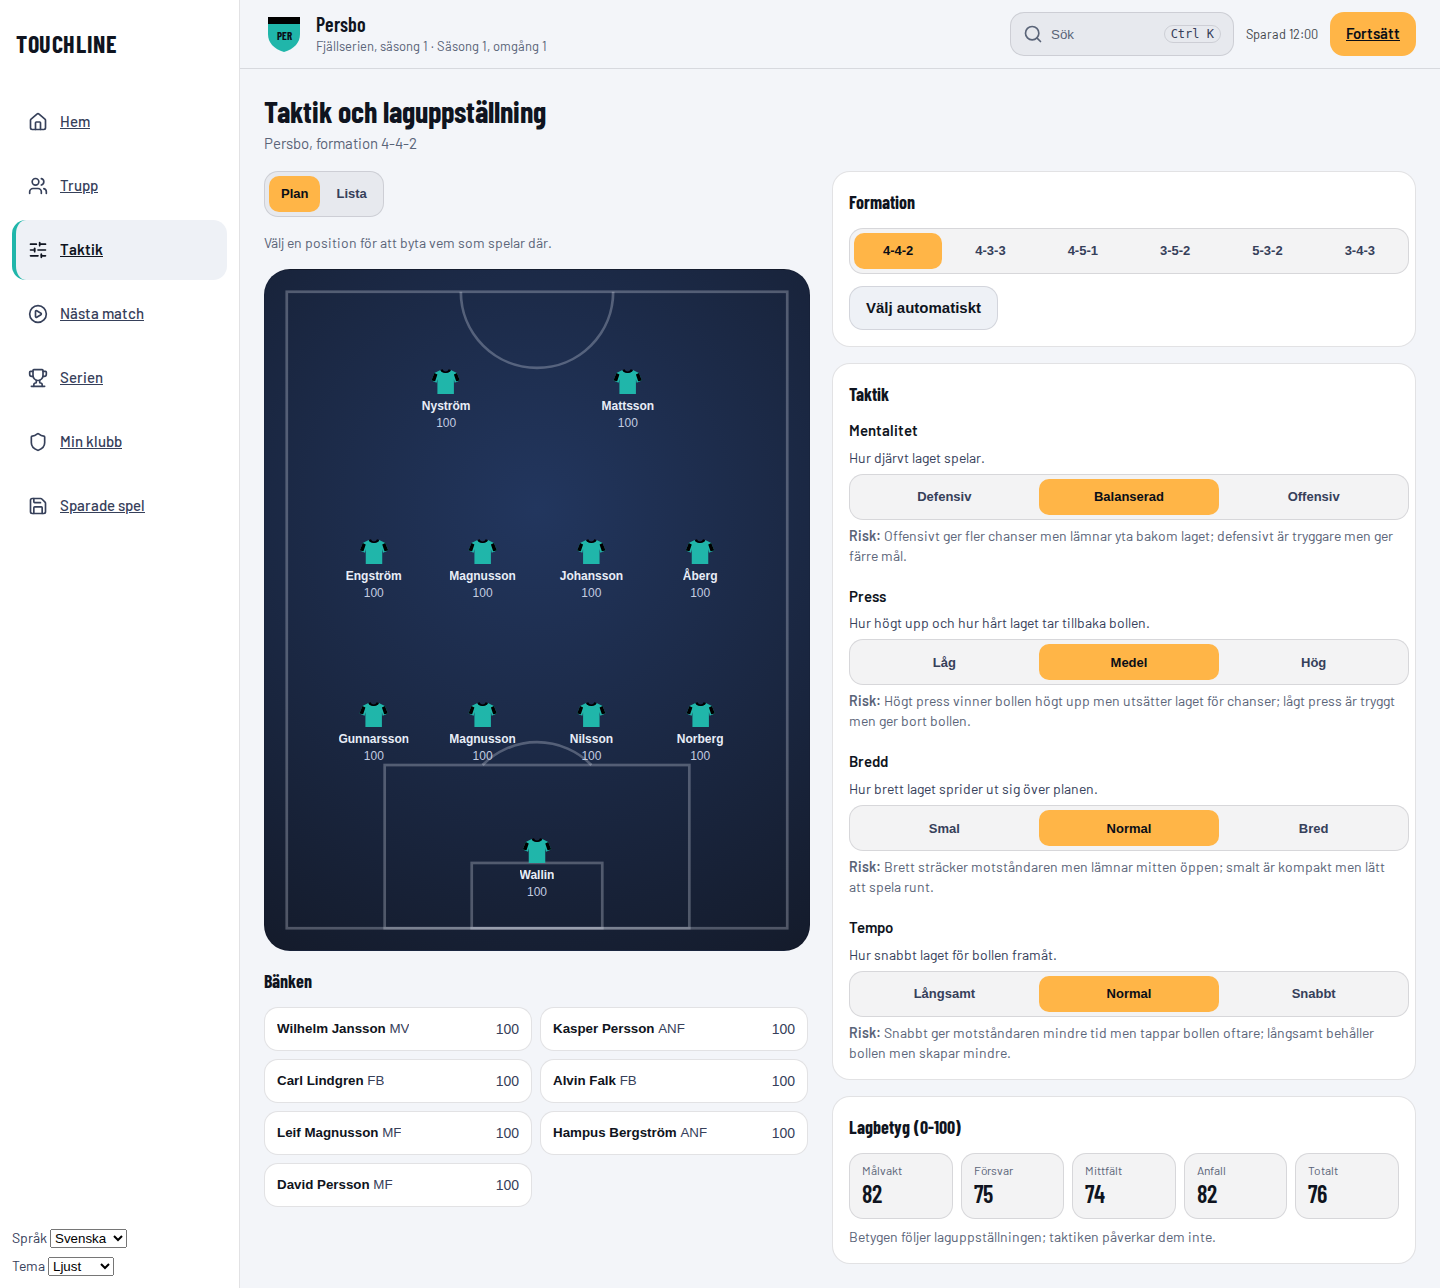 TOUCHLINE
Hem
Trupp
Taktik
Nästa match
Serien
Min klubb
Sparade spel
Språk Svenska
Tema Ljust
PER
Persbo
Fjällserien, säsong 1 · Säsong 1, omgång 1
Sök Ctrl K
Sparad 12:00
Fortsätt
Taktik och laguppställning
Persbo, formation 4-4-2
Plan Lista
Välj en position för att byta vem som spelar där.
Nyström Mattsson
100 100
Engström Magnusson Johansson Åberg
100 100 100 100
Gunnarsson Magnusson Nilsson Norberg
100 100 100 100
Wallin
100
Bänken
Wilhelm Jansson MV 100
Kasper Persson ANF 100
Carl Lindgren FB 100
Alvin Falk FB 100
Leif Magnusson MF 100
Hampus Bergström ANF 100
David Persson MF 100
Formation
4-4-2 4-3-3 4-5-1 3-5-2 5-3-2 3-4-3
Välj automatiskt
Taktik
Mentalitet
Hur djärvt laget spelar.
Defensiv Balanserad Offensiv
Risk: Offensivt ger fler chanser men lämnar yta bakom laget; defensivt är tryggare men ger
färre mål.
Press
Hur högt upp och hur hårt laget tar tillbaka bollen.
Låg Medel Hög
Risk: Högt press vinner bollen högt upp men utsätter laget för chanser; lågt press är tryggt
men ger bort bollen.
Bredd
Hur brett laget sprider ut sig över planen.
Smal Normal Bred
Risk: Brett sträcker motståndaren men lämnar mitten öppen; smalt är kompakt men lätt
att spela runt.
Tempo
Hur snabbt laget för bollen framåt.
Långsamt Normal Snabbt
Risk: Snabbt ger motståndaren mindre tid men tappar bollen oftare; långsamt behåller
bollen men skapar mindre.
Lagbetyg (0-100)
Målvakt Försvar Mittfält Anfall Totalt
82 75 74 82 76
Betygen följer laguppställningen; taktiken påverkar dem inte.